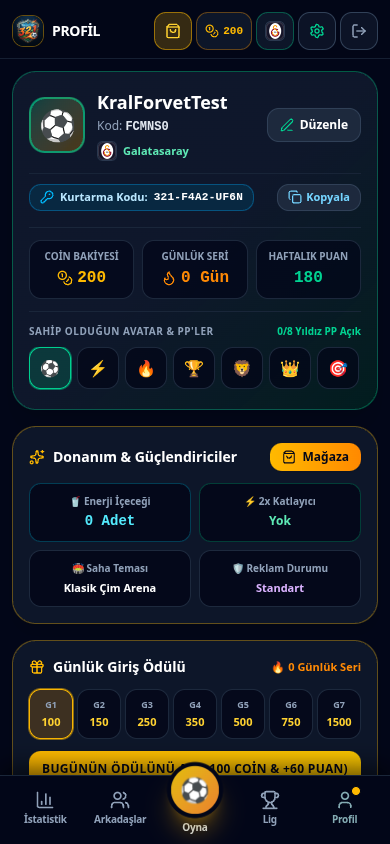 PROFİL
200
KralForvetTest
Kod: FCMNS0
Düzenle
Galatasaray
Kurtarma Kodu: 321-F4A2-UF6N
Kopyala
COİN BAKİYESİ
200
GÜNLÜK SERİ
0 Gün
HAFTALIK PUAN
180
SAHİP OLDUĞUN AVATAR & PP'LER
0/8 Yıldız PP Açık
Donanım & Güçlendiriciler
Mağaza
Enerji İçeceği
0 Adet
2x Katlayıcı
Yok
Saha Teması
Klasik Çim Arena
Reklam Durumu
Standart
Günlük Giriş Ödülü
0 Günlük Seri
G1
100
G2
150
G3
250
G4
350
G5
500
G6
750
G7
1500
BUGÜNÜN ÖDÜLÜNÜ 100 COİN & +60 PUAN)
İstatistik
Arkadaşlar
Oyna
Lig
Profil